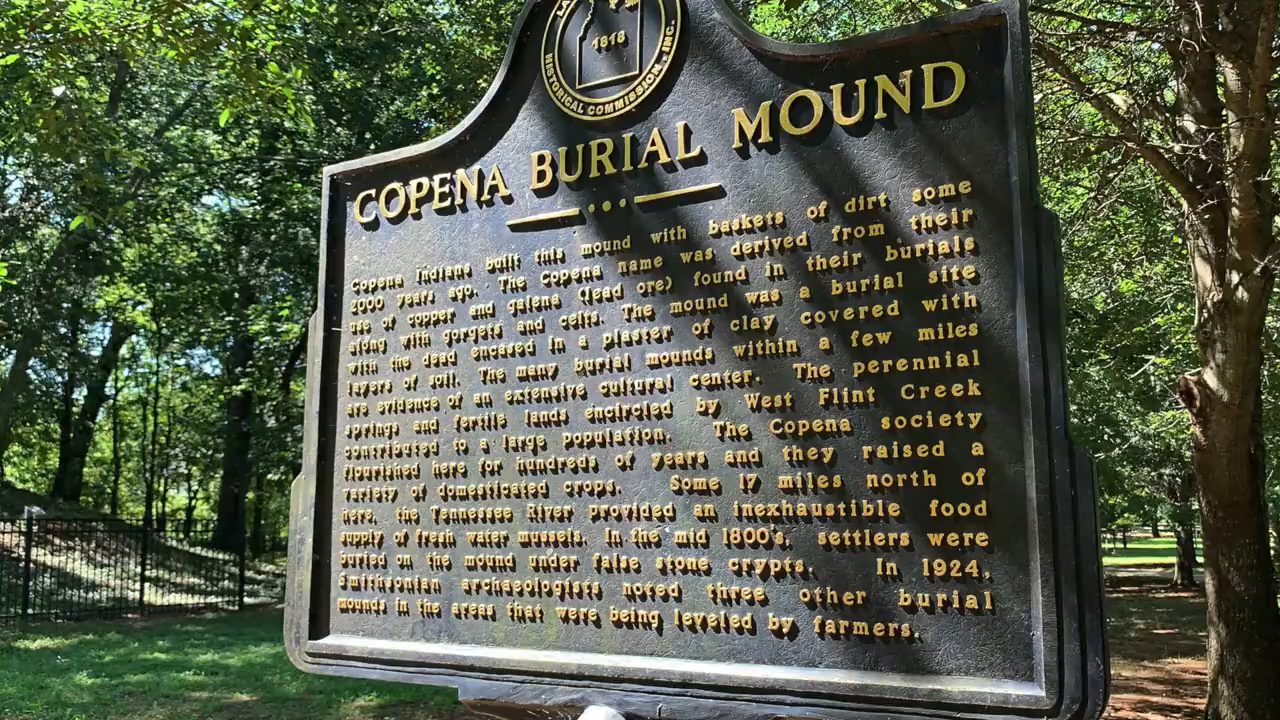 LA
1818
HISTORICAL COMMISSION, INC.
COPENA BURIAL MOUND
Copena Indians built this mound with baskets of dirt some
2000 years ago. The Copena name was derived from their
use of copper and galena (lead ore) found in their burials
along with gorgets and celts. The mound was a burial site
with the dead encased in a plaster of clay covered with
layers of soil. The many burial mounds within a few miles
are evidence of an extensive cultural center. The perennial
springs and fertile lands encircled by West Flint Creek
contributed to a large population. The Copena society
flourished here for hundreds of years and they raised a
variety of domesticated crops. Some 17 miles north of
here, the Tennessee River provided an inexhaustible food
supply of fresh water mussels. In the mid 1800's, settlers were
buried on the mound under false stone crypts. In 1924,
Smithsonian archaeologists noted three other burial
mounds in the areas that were being leveled by farmers.